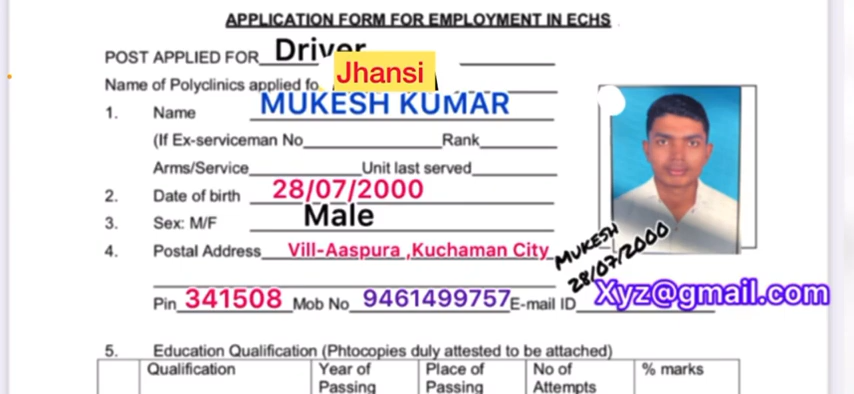 APPLICATION FORM FOR EMPLOYMENT IN ECHS
POST APPLIED FOR Driver
Name of Polyclinics applied fo Jhansi
1. Name MUKESH KUMAR
(If Ex-serviceman No Rank
Arms/Service Unit last served
2. Date of birth 28/07/2000
3. Sex: M/F Male
4. Postal Address Vill-Aaspura ,Kuchaman City
MUKESH
28/07/2000
Pin 341508 Mob No 9461499757 E-mail ID Xyz@gmail.com
5. Education Qualification (Phtocopies duly attested to be attached)
Qualification Year of Passing Place of Passing No of Attempts % marks